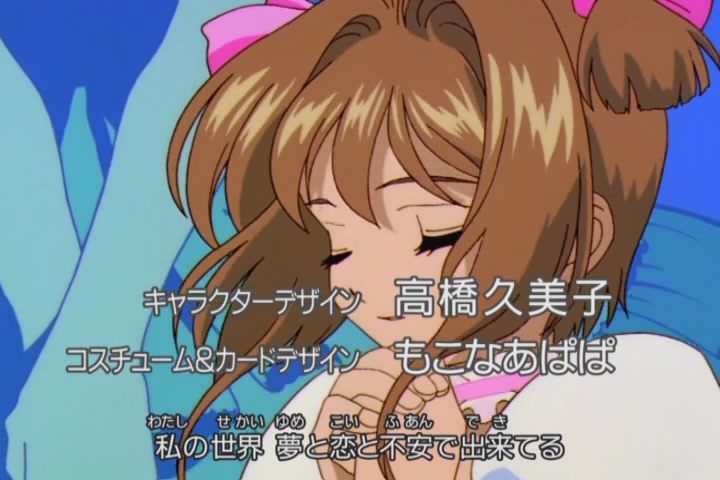 キャラクターデザイン 高橋久美子
コスチューム&カードデザイン もこなあぱぱ
わたし せかい ゆめ こい ふあん でき
私の世界 夢と恋と不安で出来てる